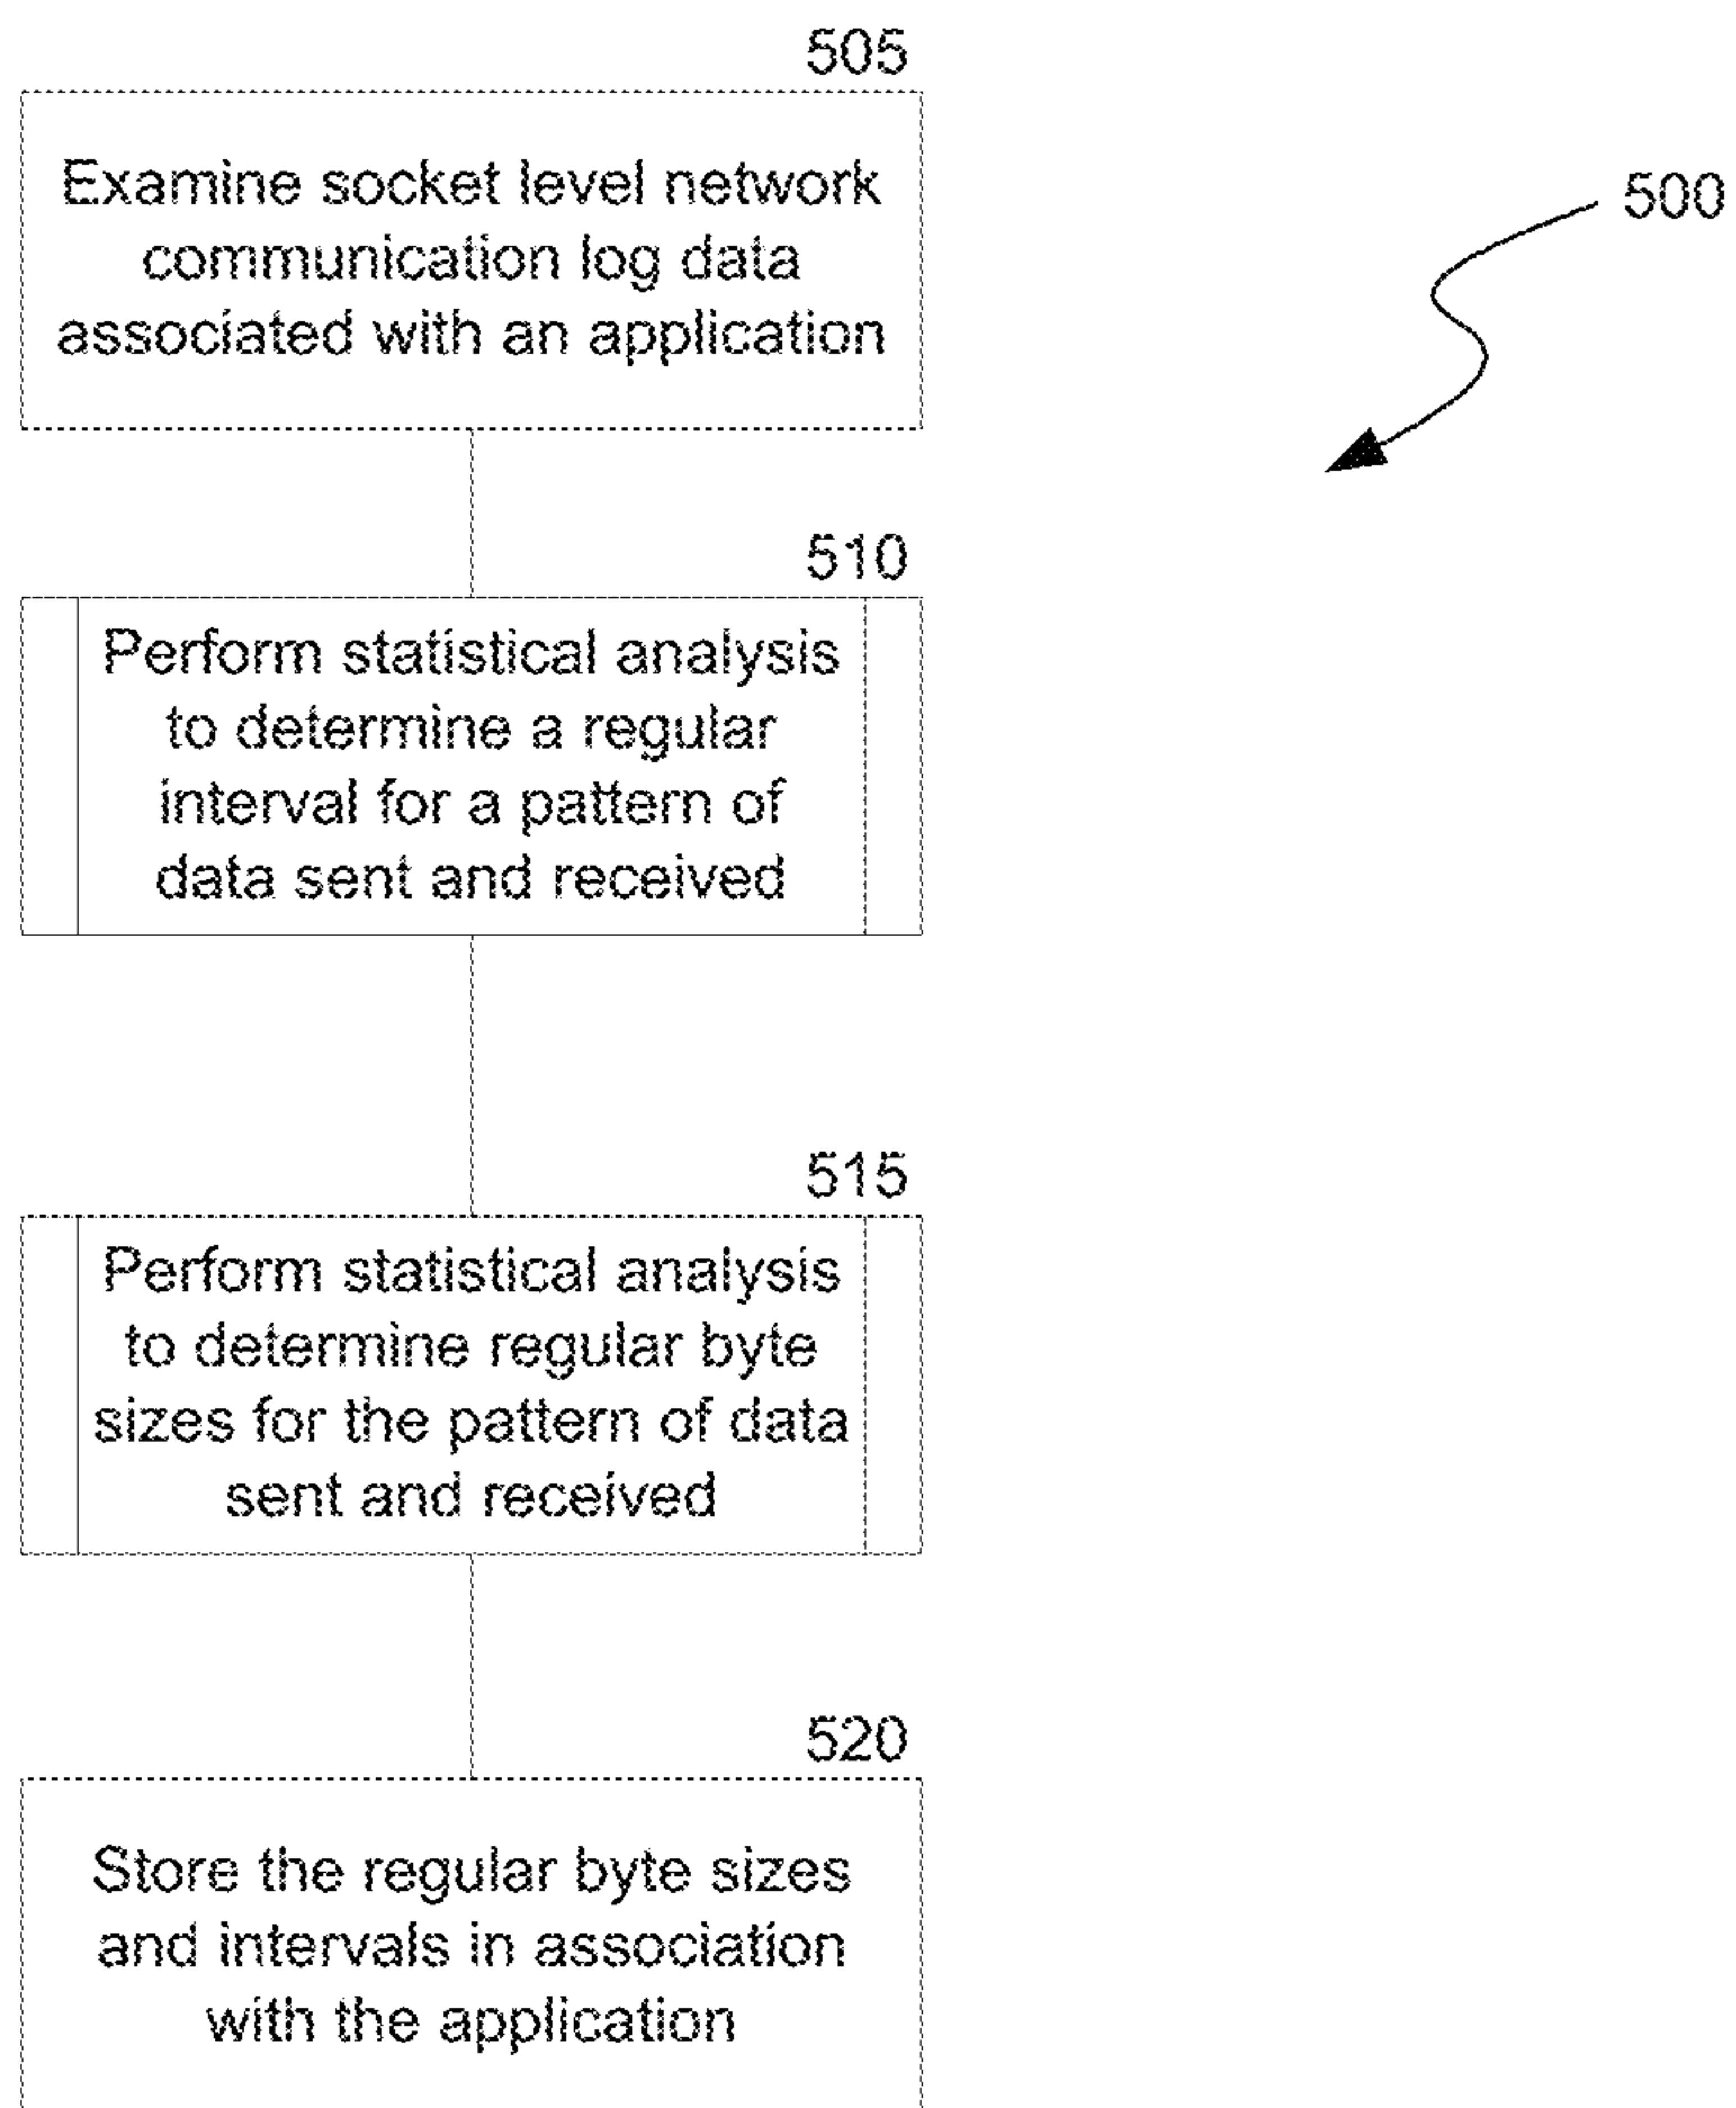 505
Examine socket level network
communication log data
associated with an application
500
510
Perform statistical analysis
to determine a regular
interval for a pattern of
data sent and received
515
Perform statistical analysis
to determine regular byte
sizes for the pattern of data
sent and received
520
Store the regular byte sizes
and intervals in association
with the application